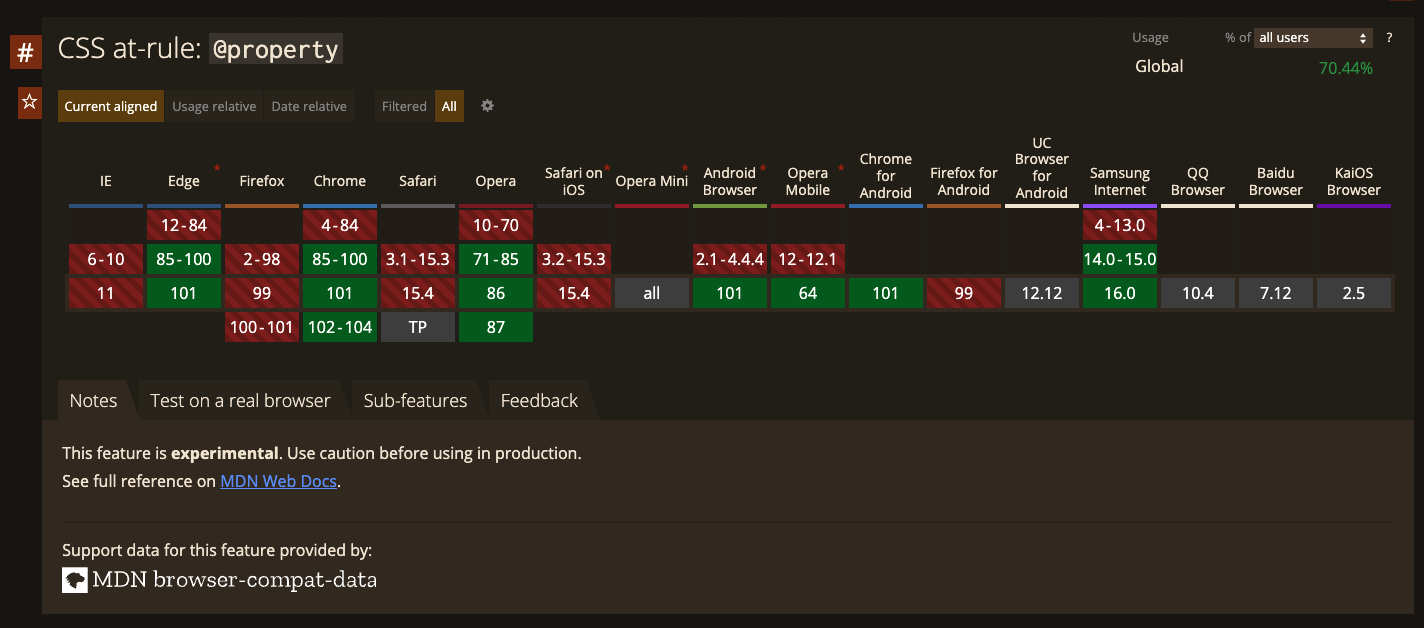 #
CSS at-rule: @property
Usage % of all users ?
Global 70.44%
☆
Current aligned Usage relative Date relative Filtered All
IE
Edge *
Firefox
Chrome
Safari
Opera
Safari on *
iOS
Opera Mini *
Android *
Browser
Opera *
Mobile
Chrome
for
Android
Firefox for
Android
UC
Browser
for
Android
Samsung
Internet
QQ
Browser
Baidu
Browser
KaiOS
Browser
12-84 4-84 10-70 4-13.0
6-10 85-100 2-98 85-100 3.1-15.3 71-85 3.2-15.3 2.1-4.4.4 12-12.1 14.0-15.0
11 101 99 101 15.4 86 15.4 all 101 64 101 99 12.12 16.0 10.4 7.12 2.5
100-101 102-104 TP 87
Notes Test on a real browser Sub-features Feedback
This feature is experimental. Use caution before using in production.
See full reference on MDN Web Docs.
Support data for this feature provided by:
MDN browser-compat-data